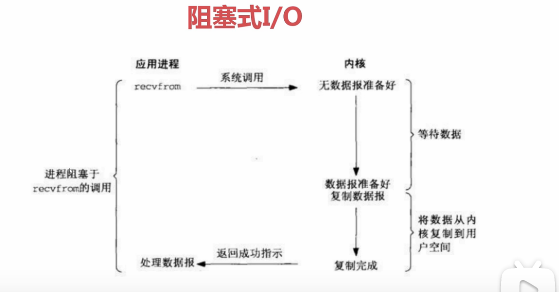 阻塞式I/O
应用进程
内核
recvfrom
系统调用
无数据报准备好
等待数据
进程阻塞于
recvfrom的调用
数据报准备好
复制数据报
将数据从内
核复制到用
户空间
处理数据报
返回成功指示
复制完成